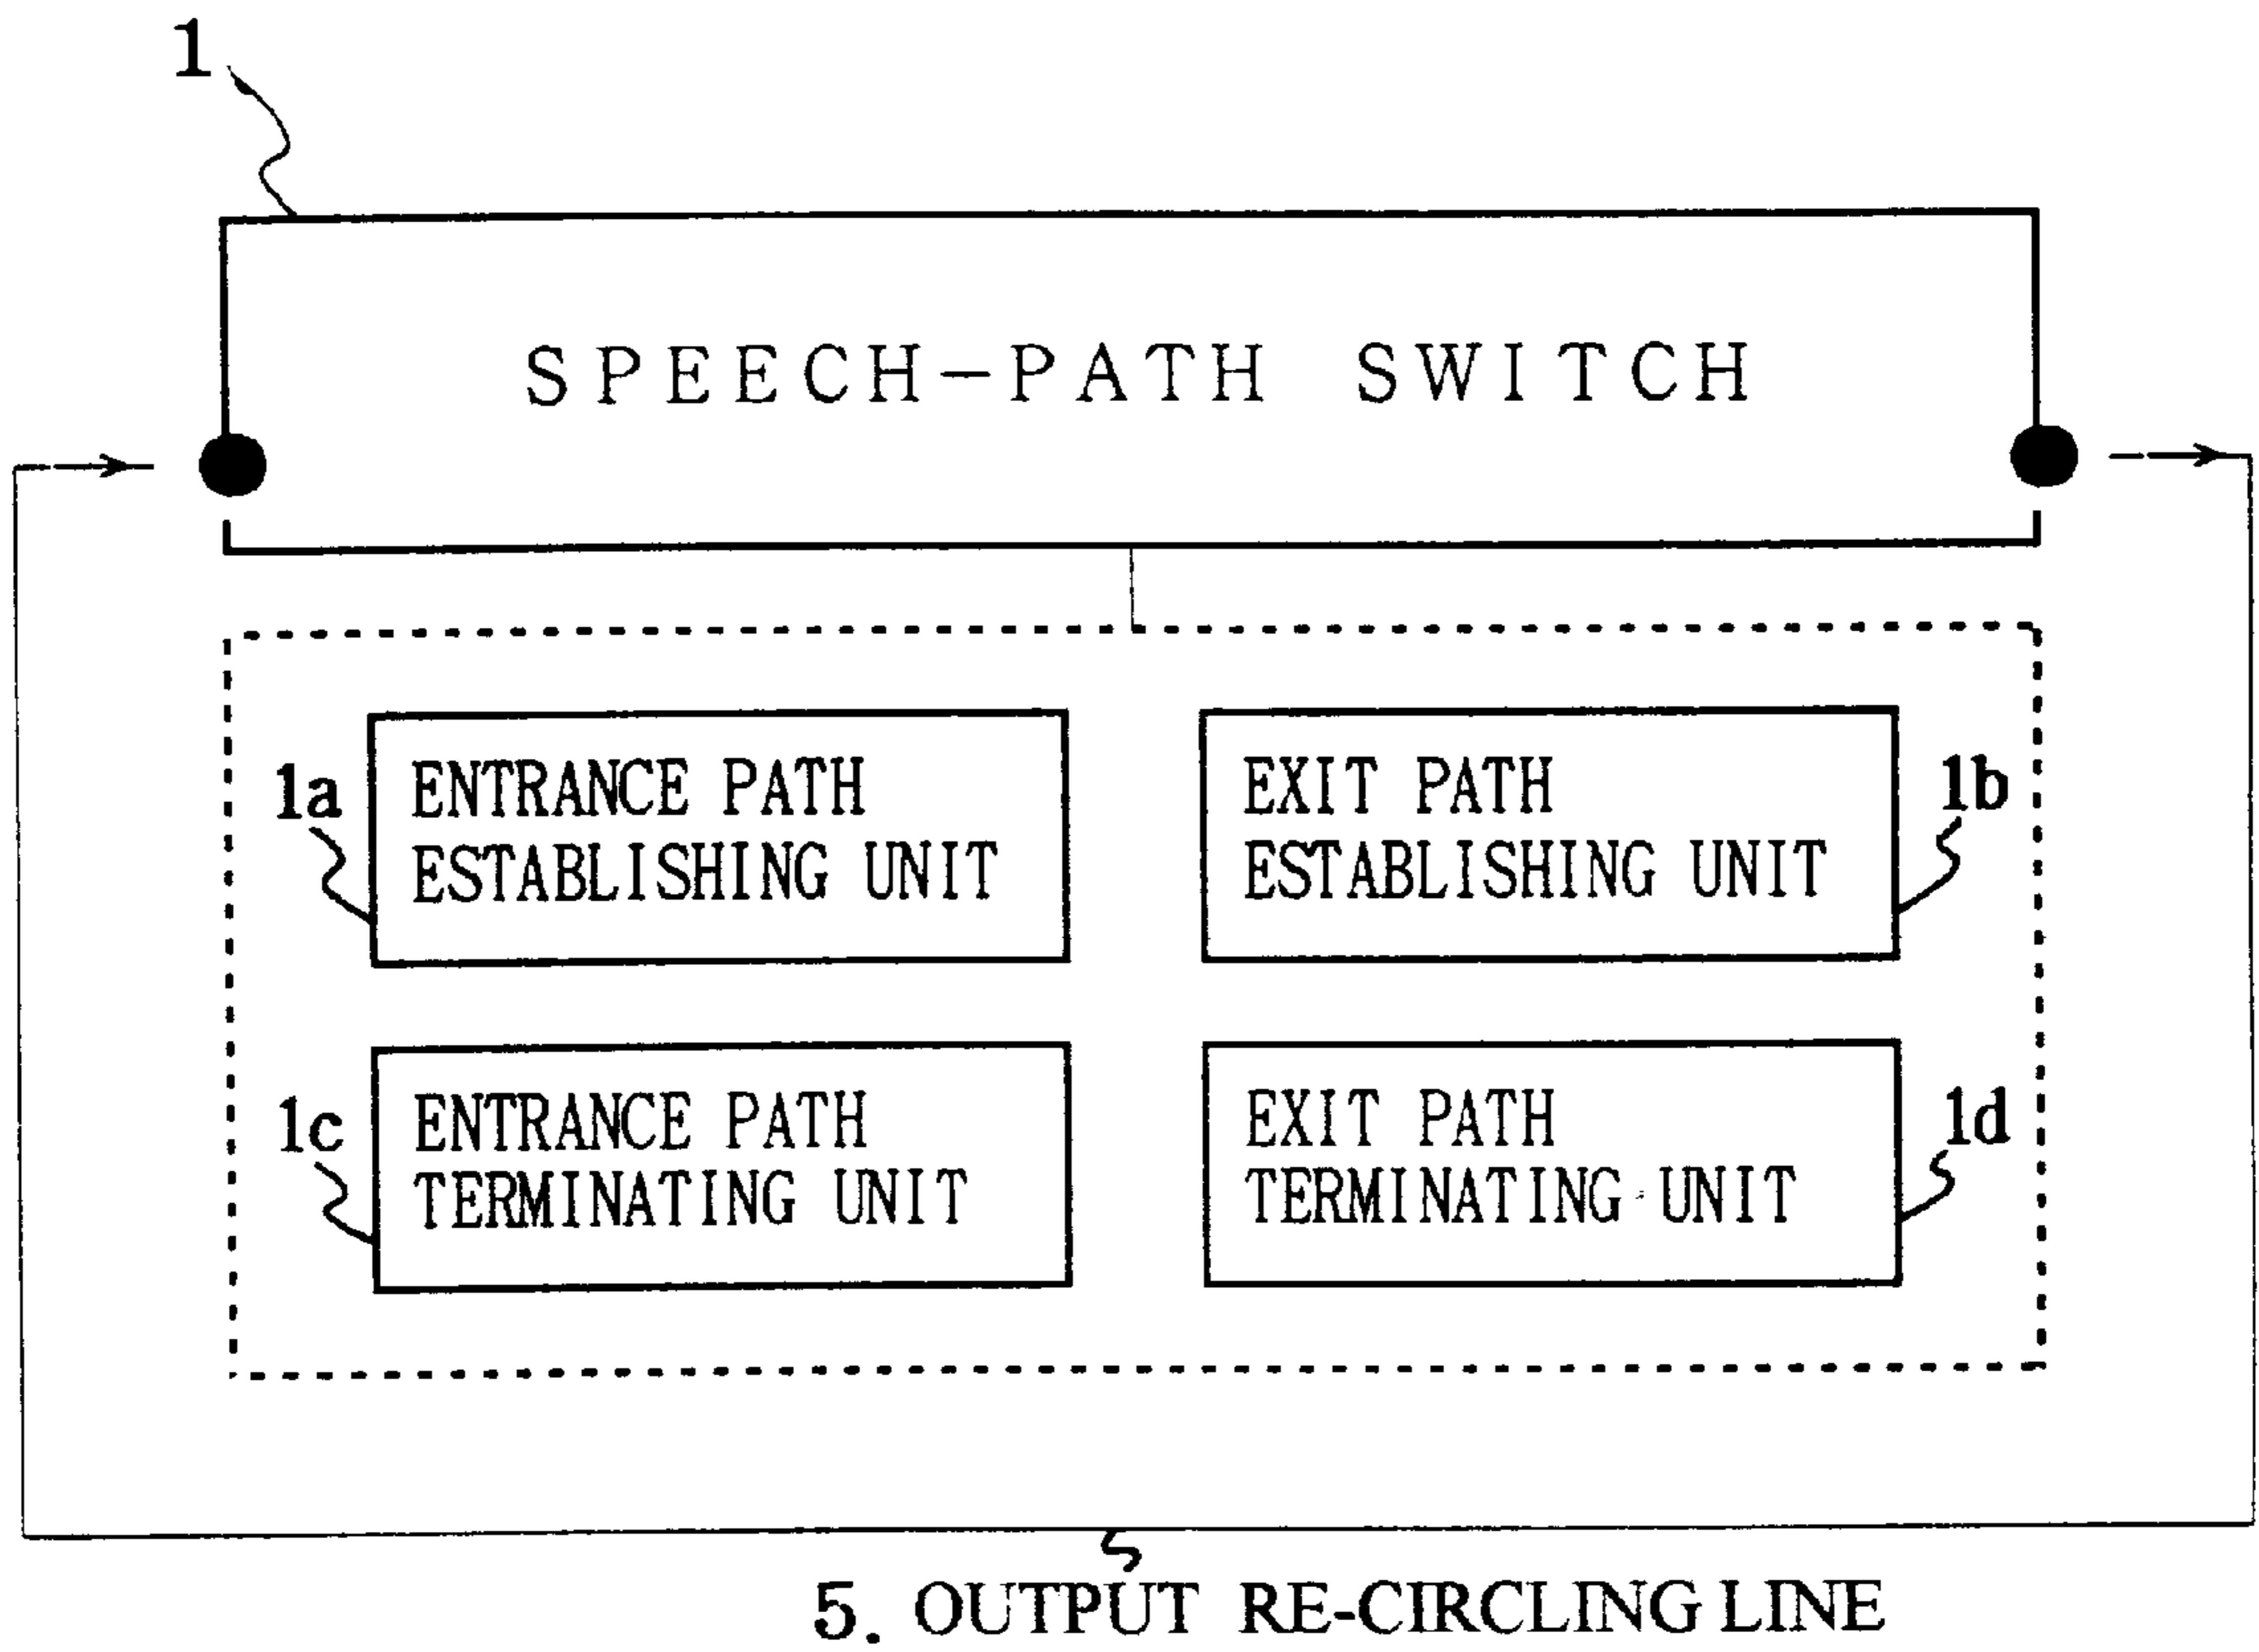 1
SPEECH-PATH SWITCH
1a
ENTRANCE PATH
ESTABLISHING UNIT
EXIT PATH
ESTABLISHING UNIT
1b
1c
ENTRANCE PATH
TERMINATING UNIT
EXIT PATH
TERMINATING UNIT
1d
5. OUTPUT RE-CIRCLING LINE